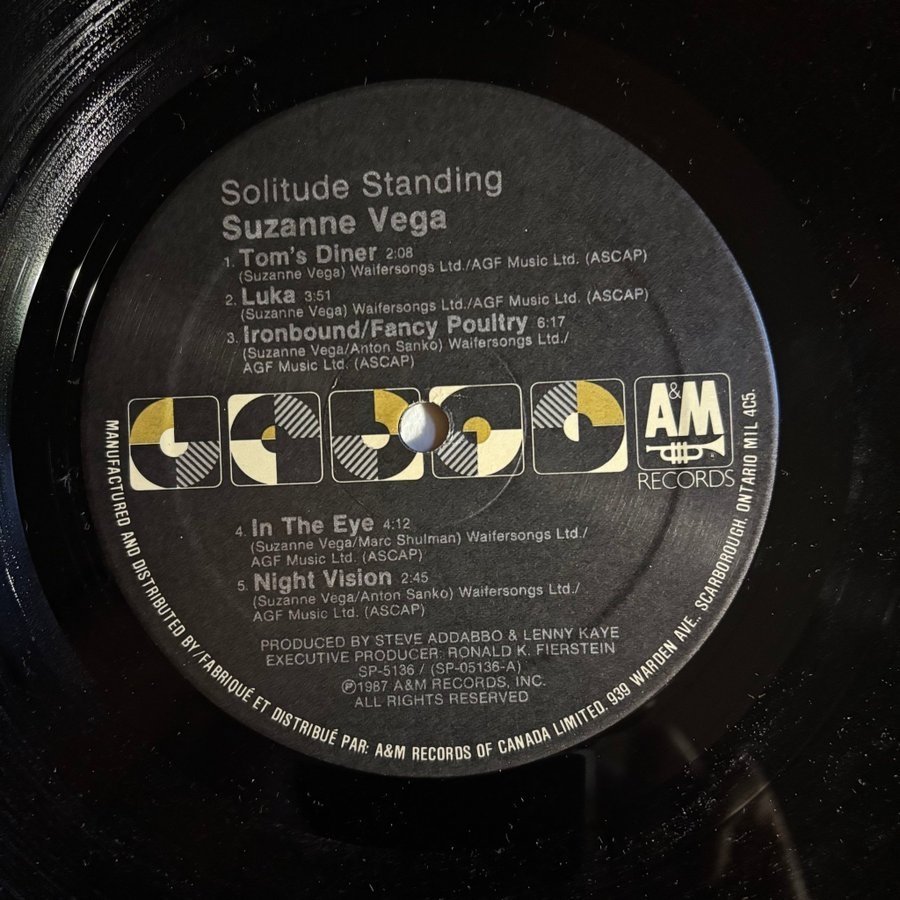 Solitude Standing
Suzanne Vega
1. Tom's Diner 2:08
(Suzanne Vega) Waifersongs Ltd./AGF Music Ltd. (ASCAP)
2. Luka 3:51
(Suzanne Vega) Waifersongs Ltd./AGF Music Ltd. (ASCAP)
3. Ironbound/Fancy Poultry 6:17
(Suzanne Vega/Anton Sanko) Waifersongs Ltd./
AGF Music Ltd. (ASCAP)
A&M
RECORDS
4. In The Eye 4:12
(Suzanne Vega/Marc Shulman) Waifersongs Ltd./
AGF Music Ltd. (ASCAP)
5. Night Vision 2:45
(Suzanne Vega/Anton Sanko) Waifersongs Ltd./
AGF Music Ltd. (ASCAP)
PRODUCED BY STEVE ADDABBO & LENNY KAYE
EXECUTIVE PRODUCER: RONALD K. FIERSTEIN
SP-5136 / (SP-05136-A)
℗1987 A&M RECORDS, INC.
ALL RIGHTS RESERVED
MANUFACTURED AND DISTRIBUTED BY/FABRIQUÉ ET DISTRIBUÉ PAR: A&M RECORDS OF CANADA LIMITED, 939 WARDEN AVE., SCARBOROUGH, ONTARIO M1L 4C5.